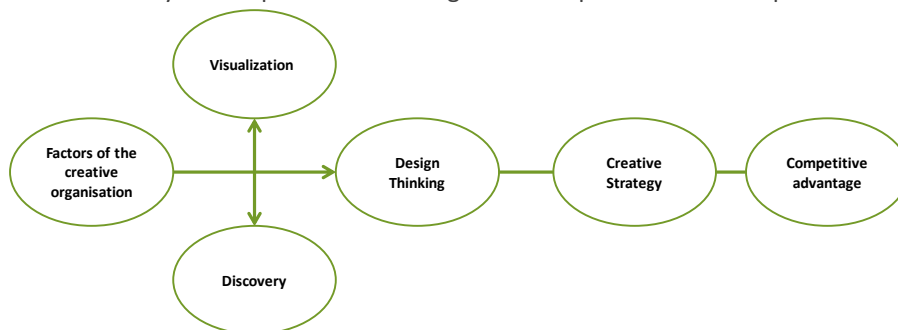 Visualization
Factors of the
creative
organisation
Design
Thinking
Creative
Strategy
Competitive
advantage
Discovery